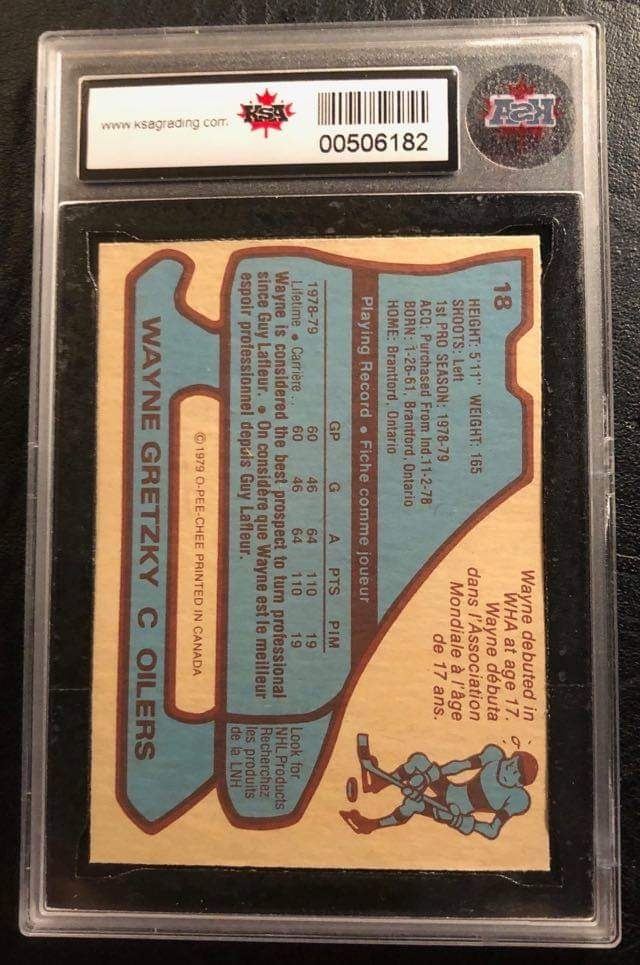 www.ksagrading.com
KSA
00506182
KSA
18
HEIGHT: 5'11" WEIGHT: 165
SHOOTS: Left
1st PRO SEASON: 1978-79
ACQ: Purchased From Ind. 11-2-78
BORN: 1-26-61, Brantford, Ontario
HOME: Brantford, Ontario
Wayne debuted in
WHA at age 17.
Wayne débuta
dans l'Association
Mondiale à l'âge
de 17 ans.
Playing Record • Fiche comme joueur
GP G A PTS PIM
1978-79 60 46 64 110 19
Lifetime • Carrière .. 60 46 64 110 19
Wayne is considered the best prospect to turn professional
since Guy Lafleur. • On considère que Wayne est le meilleur
espoir professionnel depuis Guy Lafleur.
Look for
NHL Products
Recherchez
les produits
de la LNH
© 1979 O-PEE-CHEE PRINTED IN CANADA
WAYNE GRETZKY C OILERS